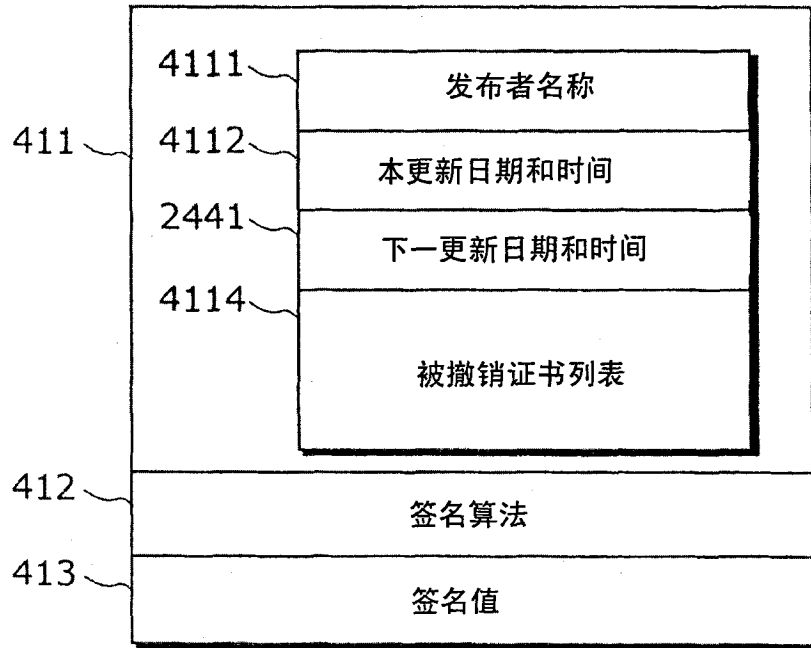 4111
发布者名称
411
4112
本更新日期和时间
2441
下一更新日期和时间
4114
被撤销证书列表
412
签名算法
413
签名值